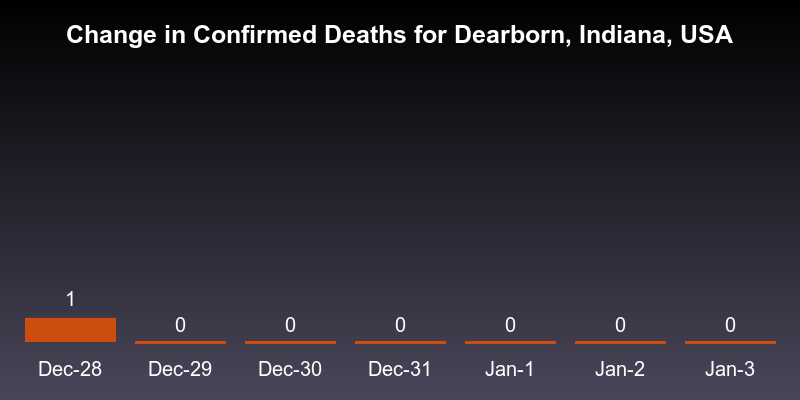 Change in Confirmed Deaths for Dearborn, Indiana, USA
1 0 0 0 0 0 0
Dec-28 Dec-29 Dec-30 Dec-31 Jan-1 Jan-2 Jan-3